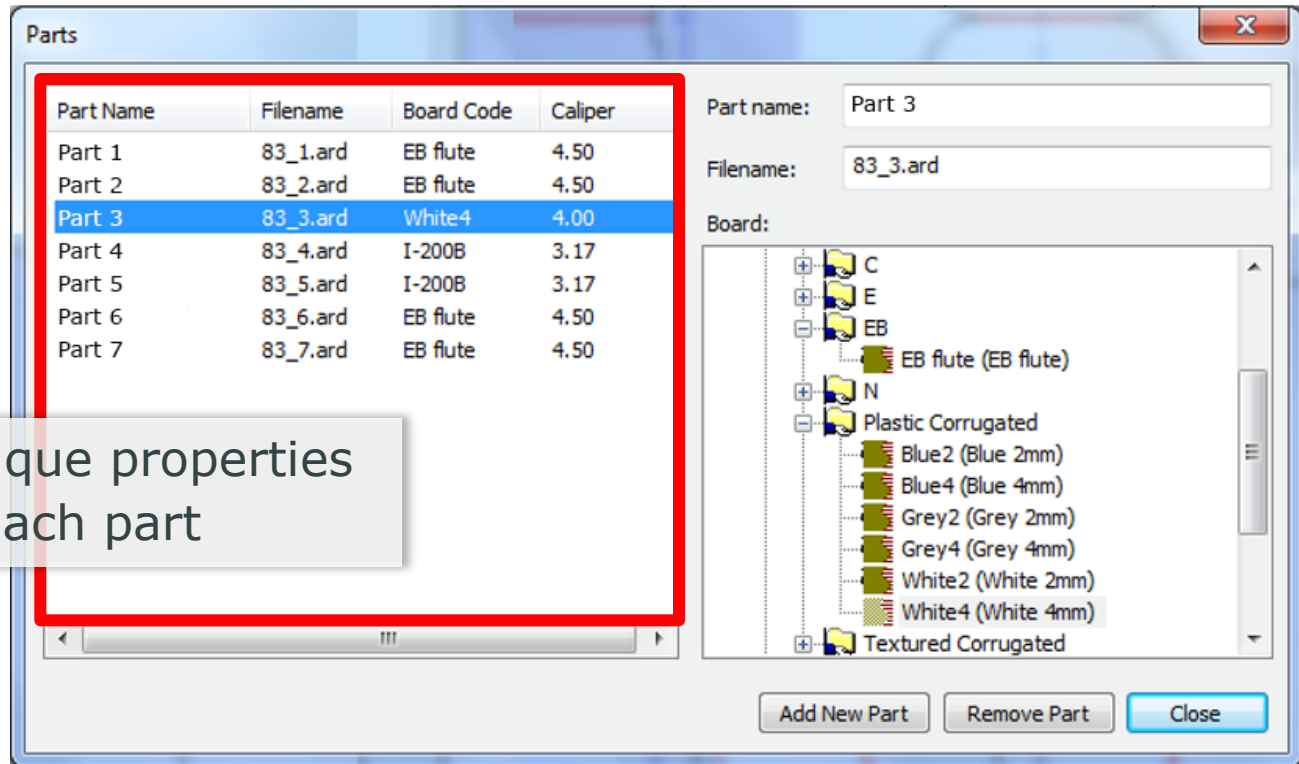 Parts
Part Name Filename Board Code Caliper
Part 1 83_1.ard EB flute 4.50
Part 2 83_2.ard EB flute 4.50
Part 3 83_3.ard White4 4.00
Part 4 83_4.ard I-200B 3.17
Part 5 83_5.ard I-200B 3.17
Part 6 83_6.ard EB flute 4.50
Part 7 83_7.ard EB flute 4.50
que properties
ach part
Part name: Part 3
Filename: 83_3.ard
Board:
C
E
EB
EB flute (EB flute)
N
Plastic Corrugated
Blue2 (Blue 2mm)
Blue4 (Blue 4mm)
Grey2 (Grey 2mm)
Grey4 (Grey 4mm)
White2 (White 2mm)
White4 (White 4mm)
Textured Corrugated
Add New Part Remove Part Close